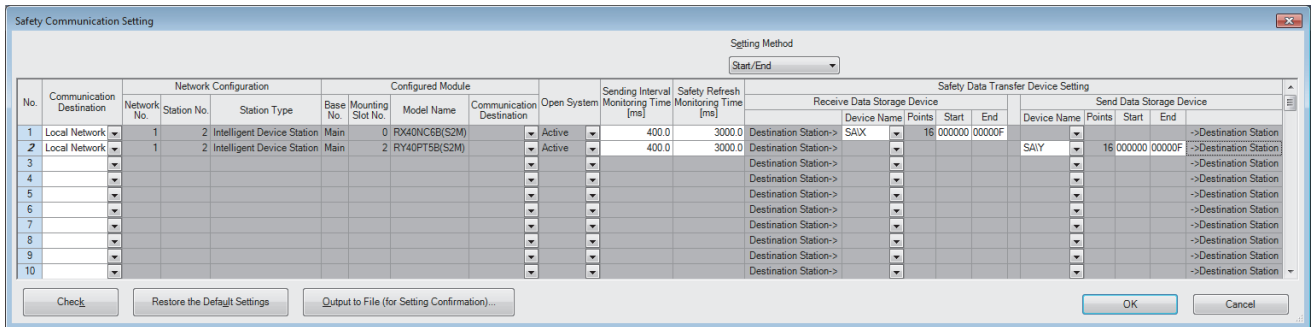 Safety Communication Setting
Setting Method
Start/End
No. Communication Destination Network Configuration Configured Module Open System Sending Interval Monitoring Time [ms] Safety Refresh Monitoring Time [ms] Safety Data Transfer Device Setting
Network No. Station No. Station Type Base No. Mounting Slot No. Model Name Communication Destination Receive Data Storage Device Send Data Storage Device
Device Name Points Start End Device Name Points Start End
1 Local Network 1 2 Intelligent Device Station Main 0 RX40NC6B(S2M) Active 400.0 3000.0 Destination Station-> SA\X 16 000000 00000F ->Destination Station
2 Local Network 1 2 Intelligent Device Station Main 2 RY40PT5B(S2M) Active 400.0 3000.0 Destination Station-> SA\Y 16 000000 00000F ->Destination Station
3 Destination Station-> ->Destination Station
4 Destination Station-> ->Destination Station
5 Destination Station-> ->Destination Station
6 Destination Station-> ->Destination Station
7 Destination Station-> ->Destination Station
8 Destination Station-> ->Destination Station
9 Destination Station-> ->Destination Station
10 Destination Station-> ->Destination Station
Check Restore the Default Settings Output to File (for Setting Confirmation)... OK Cancel